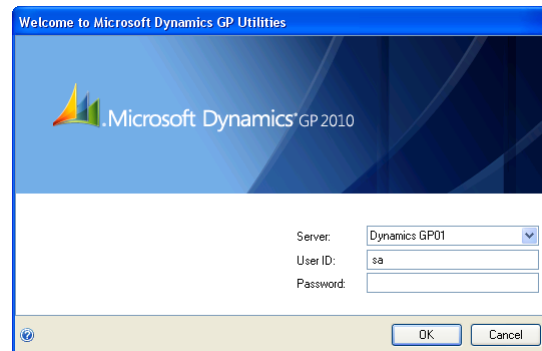 Welcome to Microsoft Dynamics GP Utilities
Microsoft Dynamics® GP 2010
Server: Dynamics GP01
User ID: sa
Password:
OK Cancel